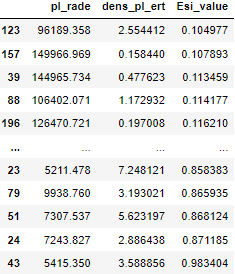 pl_rade dens_pl_ert Esi_value
123 96189.358 2.554412 0.104977
157 149966.969 0.158440 0.107893
39 144965.734 0.477623 0.113459
88 106402.071 1.172932 0.114177
196 126470.721 0.197008 0.116210
... ... ... ...
23 5211.478 7.248121 0.858383
79 9938.760 3.193021 0.865935
51 7307.537 5.623197 0.868124
24 7243.827 2.886438 0.871185
43 5415.350 3.588856 0.983404